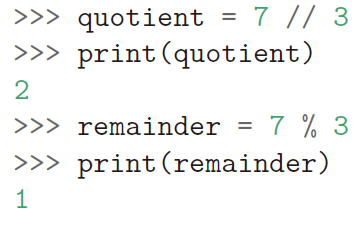 >>> quotient = 7 // 3
>>> print(quotient)
2
>>> remainder = 7 % 3
>>> print(remainder)
1